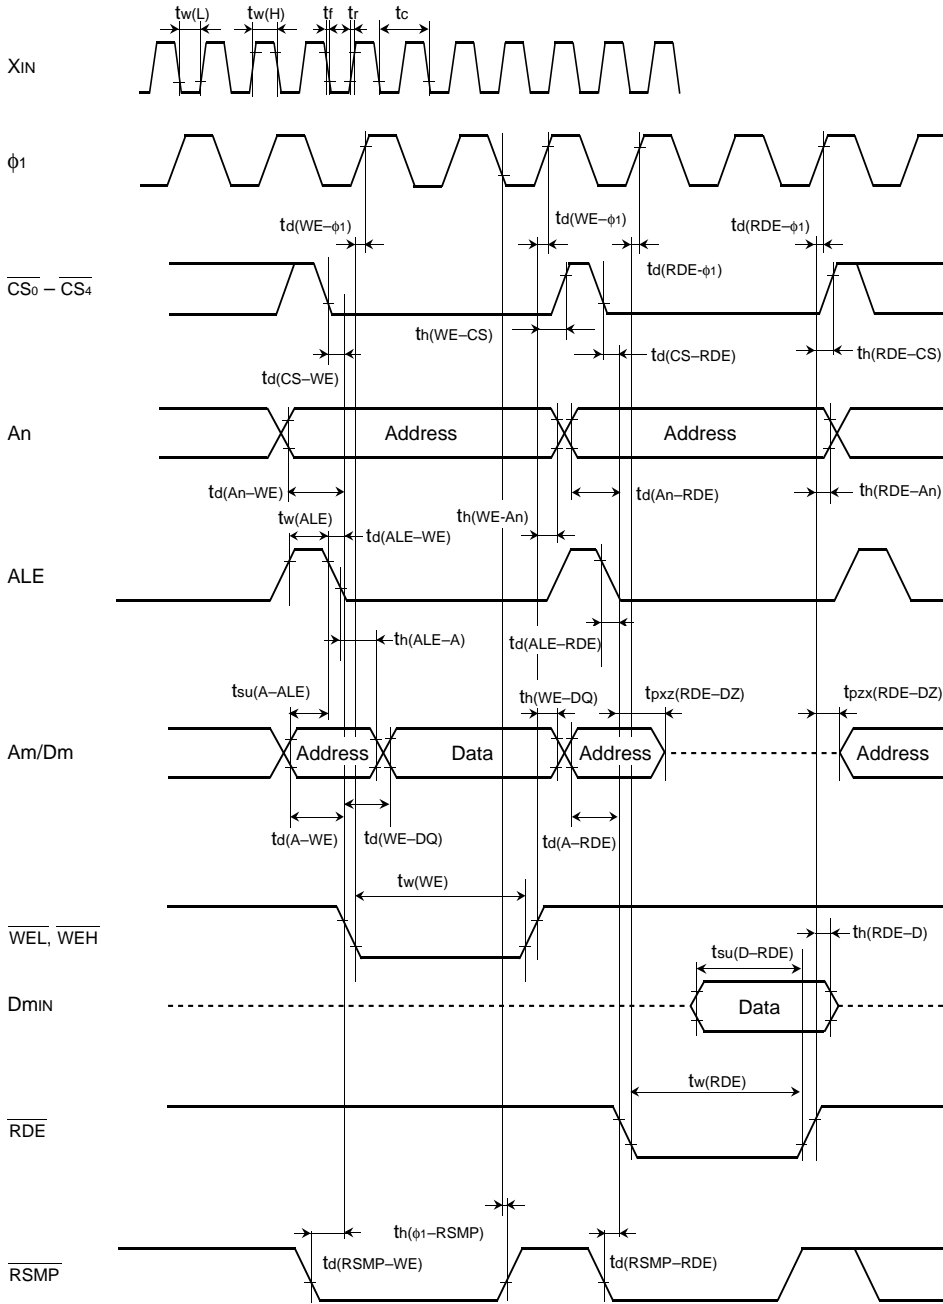 tw(L) tw(H) tf tr tc
XIN
ϕ1
td(WE–ϕ1) td(WE–ϕ1) td(RDE–ϕ1)
td(RDE-ϕ1)
CS0 – CS4
th(WE–CS) td(CS–RDE) th(RDE–CS)
td(CS–WE)
An Address Address
td(An–WE) td(An–RDE) th(RDE–An)
tw(ALE) th(WE-An)
td(ALE–WE)
ALE
th(ALE–A) td(ALE–RDE)
tsu(A–ALE) th(WE–DQ) tpxz(RDE–DZ) tpzx(RDE–DZ)
Am/Dm Address Data Address Address
td(A–WE) td(WE–DQ) td(A–RDE)
tw(WE)
WEL, WEH th(RDE–D)
tsu(D–RDE)
DmIN Data
tw(RDE)
RDE
th(ϕ1–RSMP)
td(RSMP–WE) td(RSMP–RDE)
RSMP